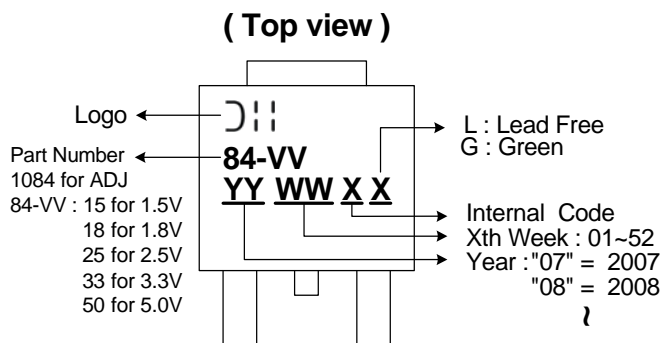 ( Top view )
Logo
Part Number
1084 for ADJ
84-VV : 15 for 1.5V
18 for 1.8V
25 for 2.5V
33 for 3.3V
50 for 5.0V
84-VV
YY WW X X
L : Lead Free
G : Green
Internal Code
Xth Week : 01~52
Year : "07" = 2007
"08" = 2008
~